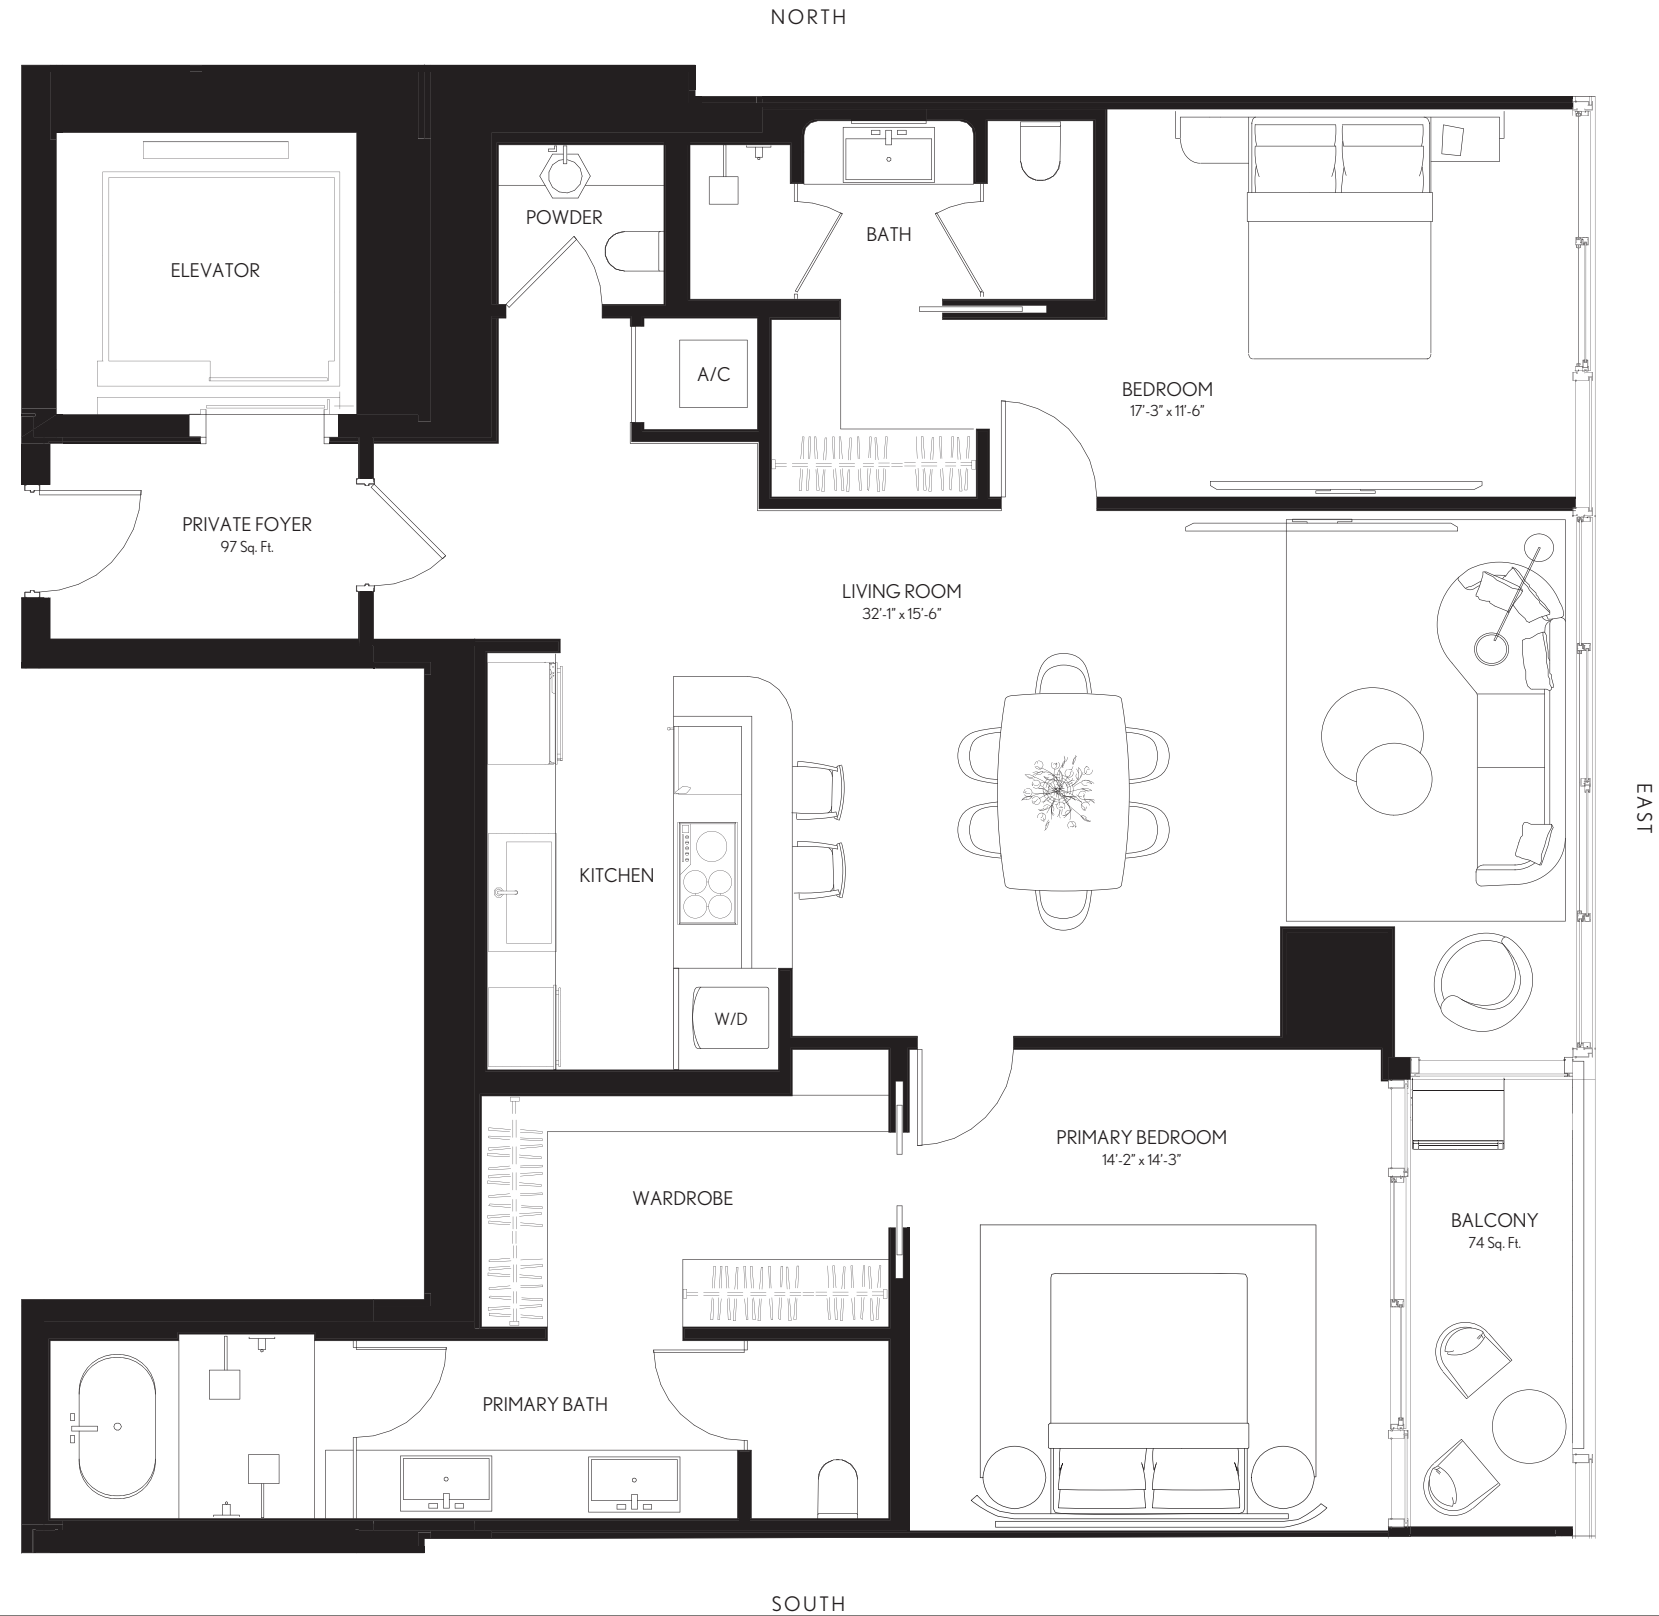 NORTH
POWDER
BATH
ELEVATOR
A/C
BEDROOM
17'-3" x 11'-6"
PRIVATE FOYER
97 Sq. Ft.
LIVING ROOM
32'-1" x 15'-6"
EAST
KITCHEN
W/D
PRIMARY BEDROOM
14'-2" x 14'-3"
WARDROBE
BALCONY
74 Sq. Ft.
PRIMARY BATH
SOUTH